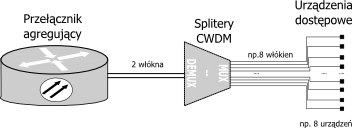 Przełącznik
agregujący
2 włókna
Splitery
CWDM
DEMUX
...
MUX
np.8 włókien
...
...
Urządzenia
dostępowe
np. 8 urządzeń